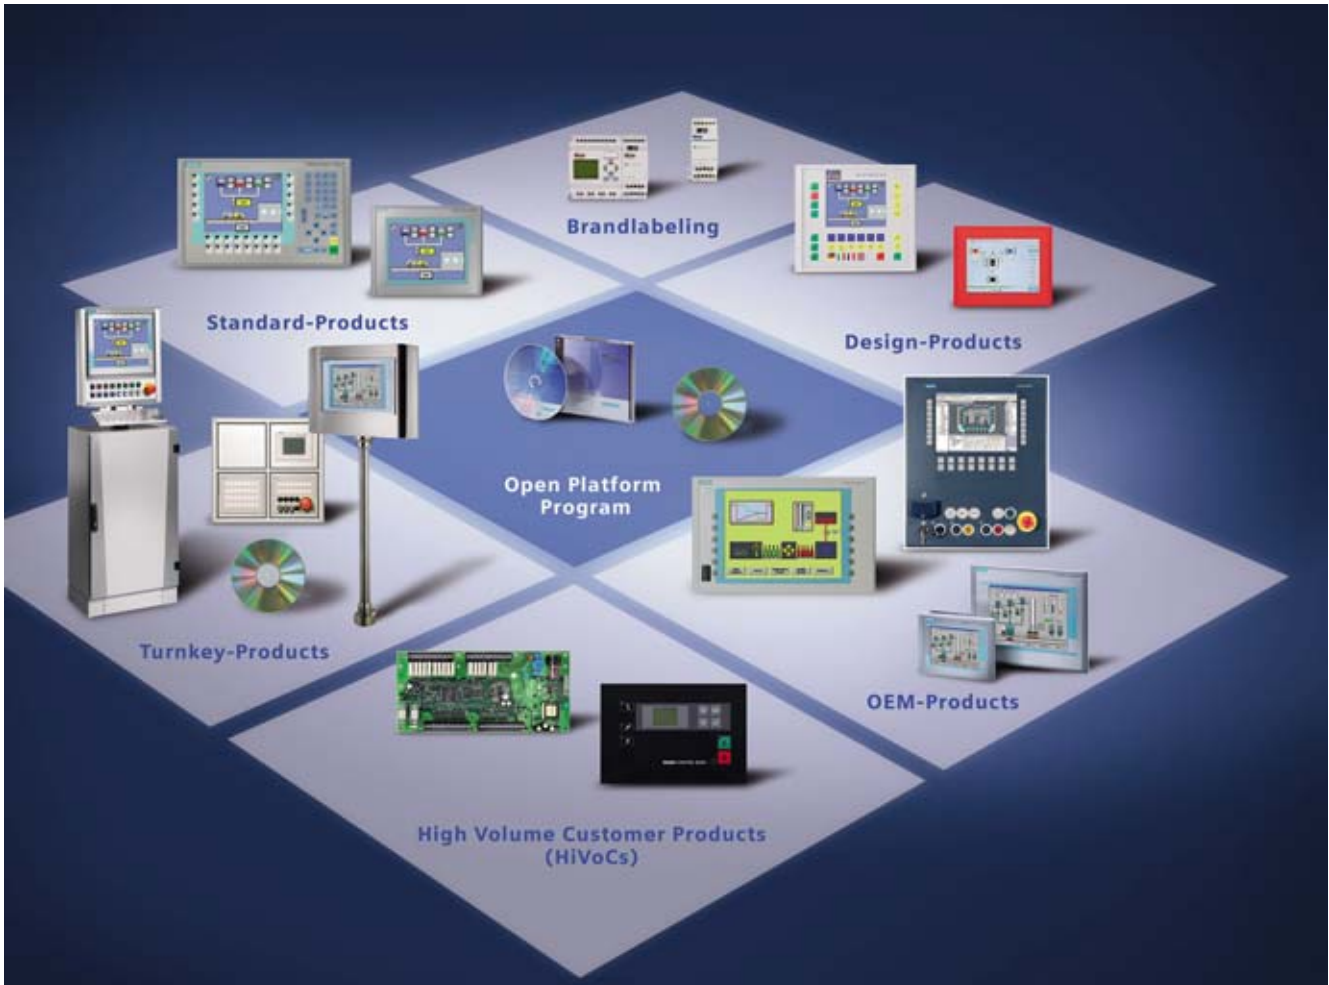 Brandlabeling
Standard-Products
Design-Products
Open Platform
Program
Turnkey-Products
OEM-Products
High Volume Customer Products
(HiVoCs)